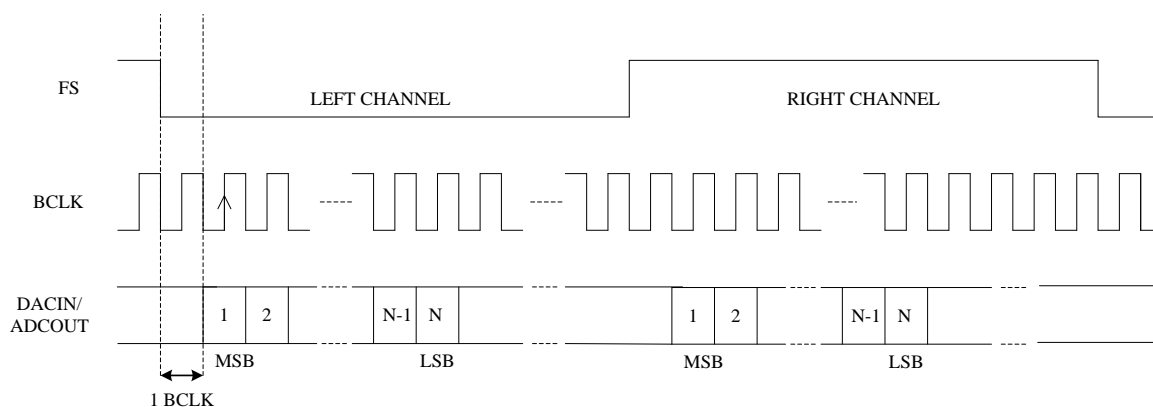 FS
LEFT CHANNEL
RIGHT CHANNEL
BCLK
DACIN/
ADCOUT
1
2
N-1
N
1
2
N-1
N
MSB
LSB
MSB
LSB
1 BCLK